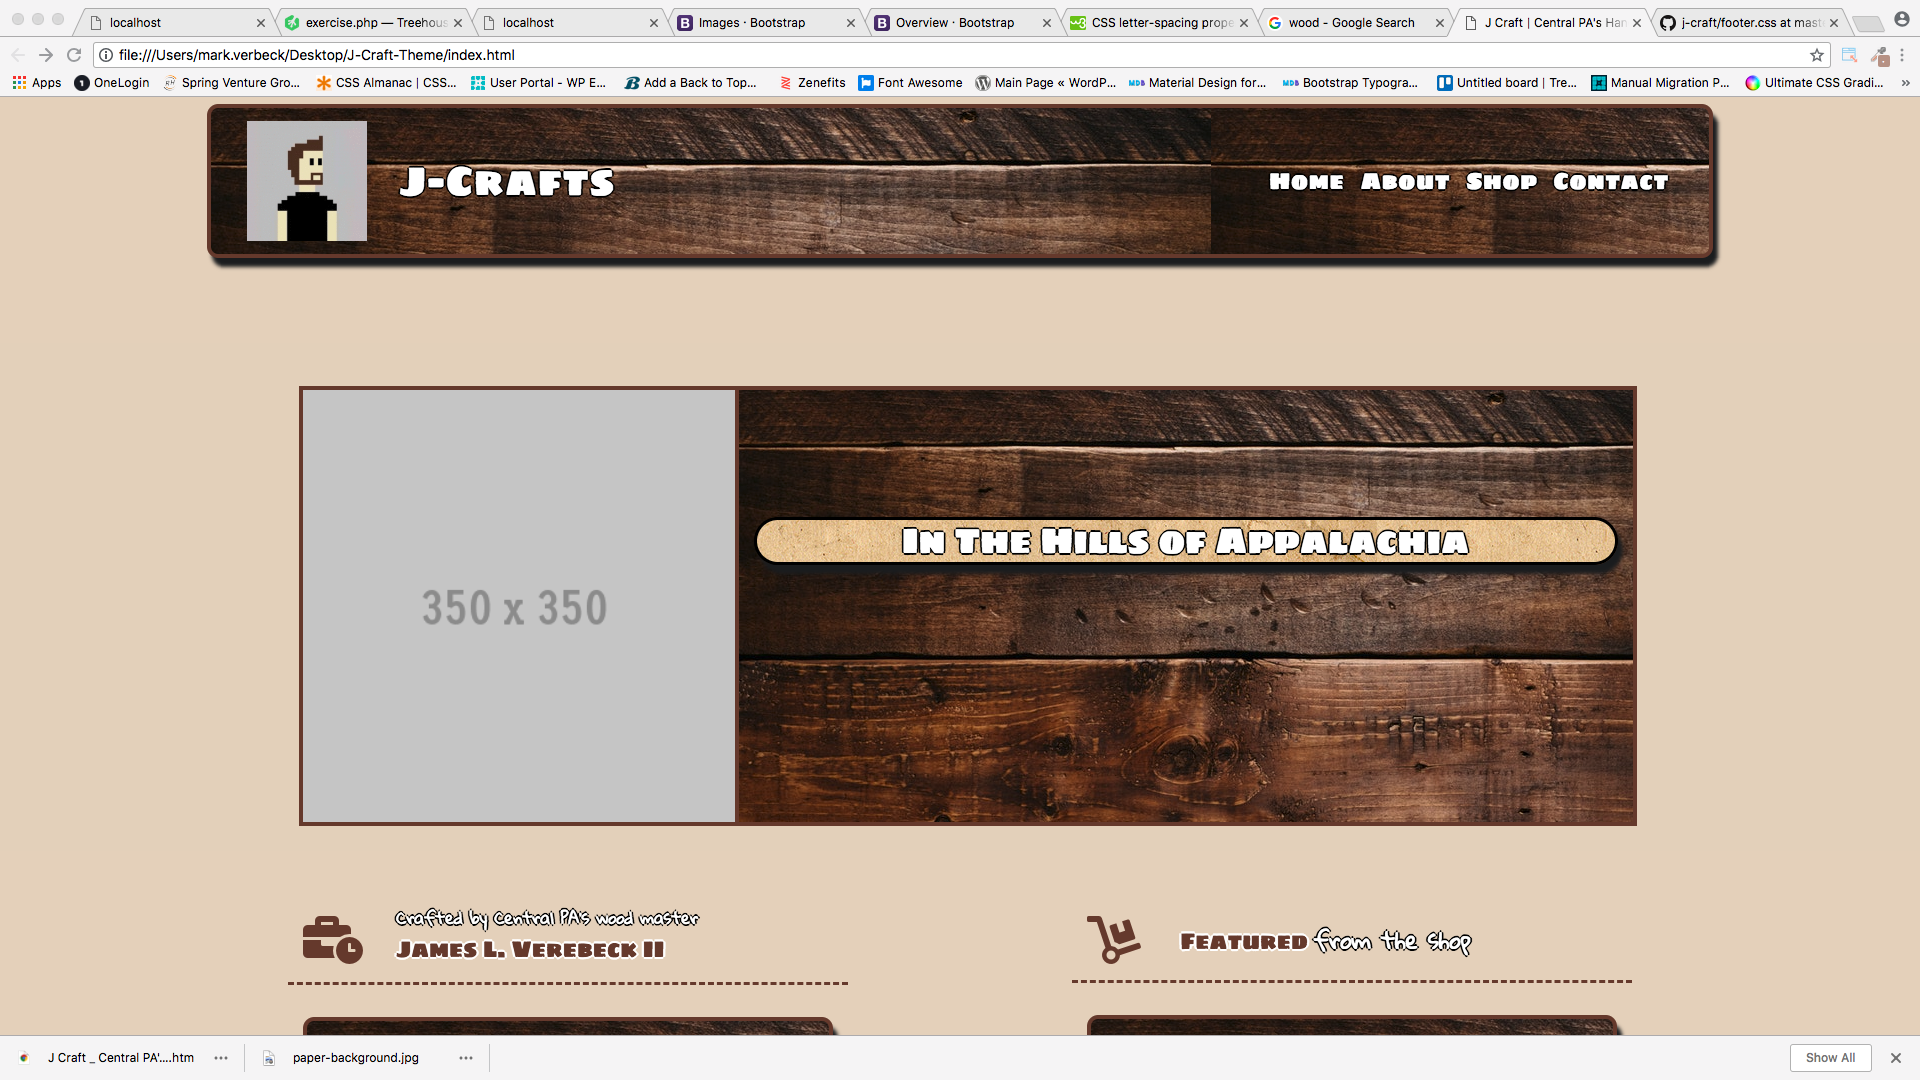 localhost
exercise.php — Treehous
localhost
Images · Bootstrap
Overview · Bootstrap
CSS letter-spacing prope
wood - Google Search
J Craft | Central PA's Han
j-craft/footer.css at mast
file:///Users/mark.verbeck/Desktop/J-Craft-Theme/index.html
Apps
OneLogin
Spring Venture Gro...
CSS Almanac | CSS...
User Portal - WP E...
Add a Back to Top...
Zenefits
Font Awesome
Main Page « WordP...
Material Design for...
Bootstrap Typogra...
Untitled board | Tre...
Manual Migration P...
Ultimate CSS Gradi...
»
J-Crafts
Home About Shop Contact
350 x 350
In The Hills of Appalachia
Crafted by Central PA's wood master
James L. Verebeck II
Featured from the shop
J Craft _ Central PA'....htm
paper-background.jpg
Show All